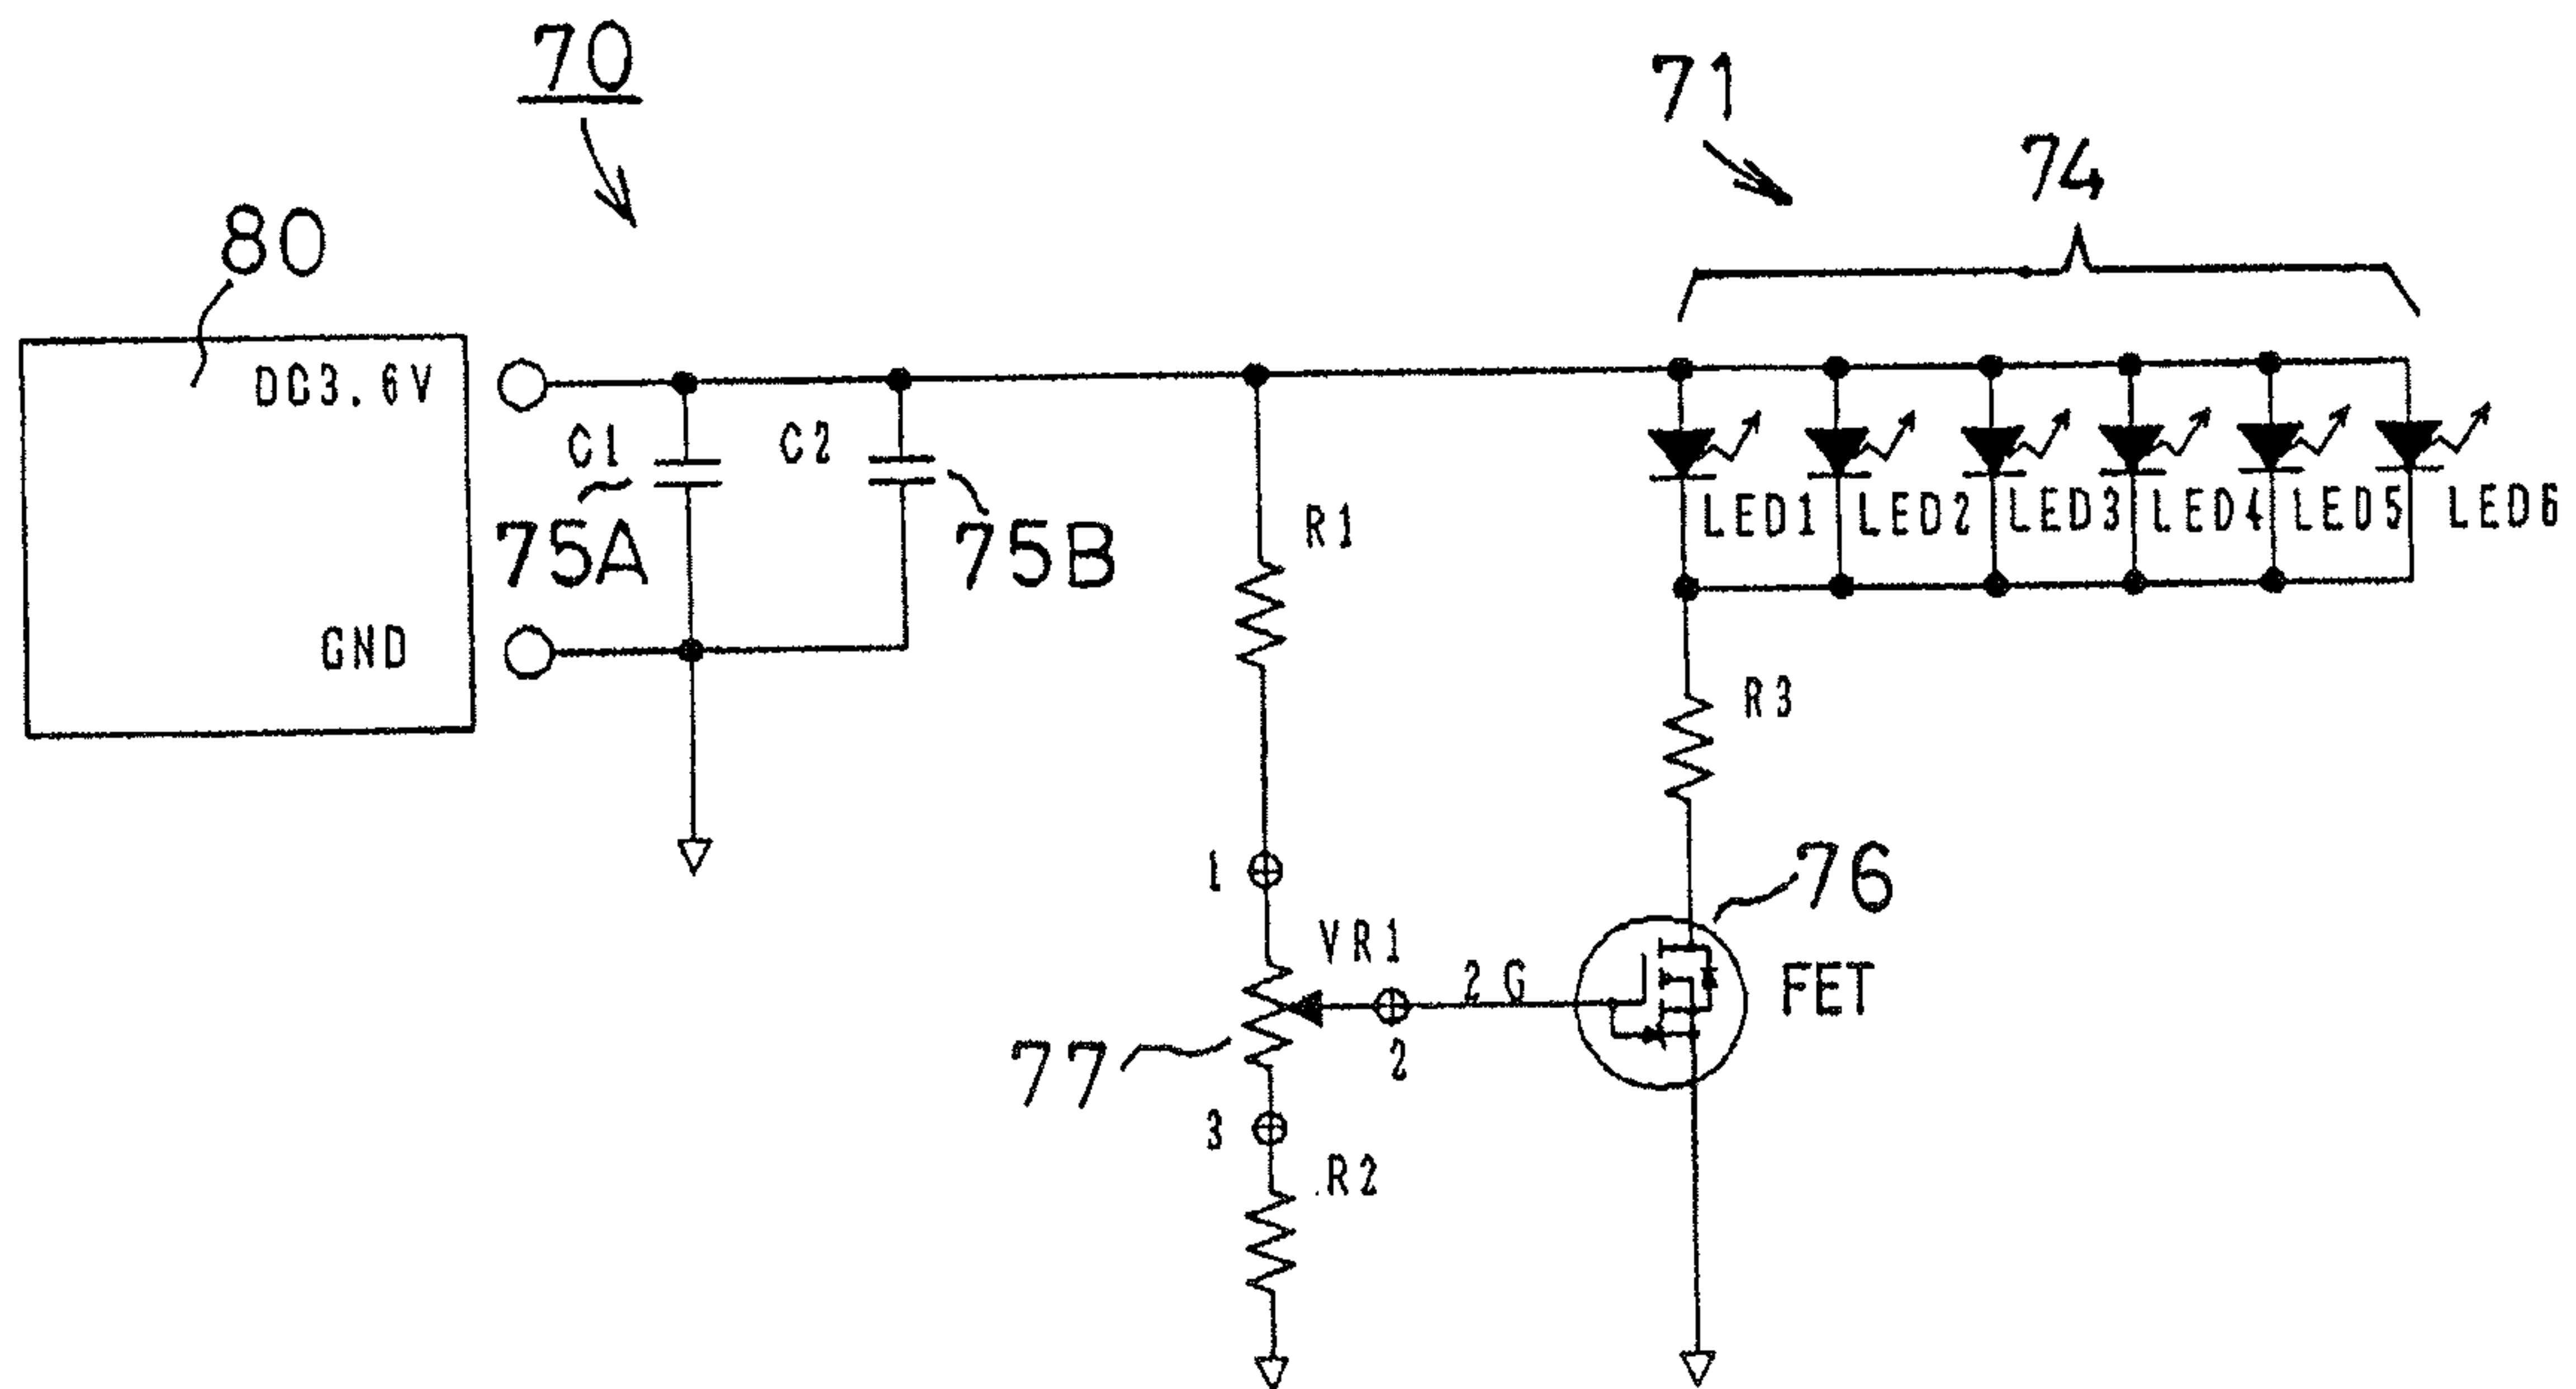 70
71
74
80
DC3.6V
C1
C2
75A
75B
R1
LED1
LED2
LED3
LED4
LED5
LED6
GND
R3
1
76
VR1
2G
FET
2
77
3
R2